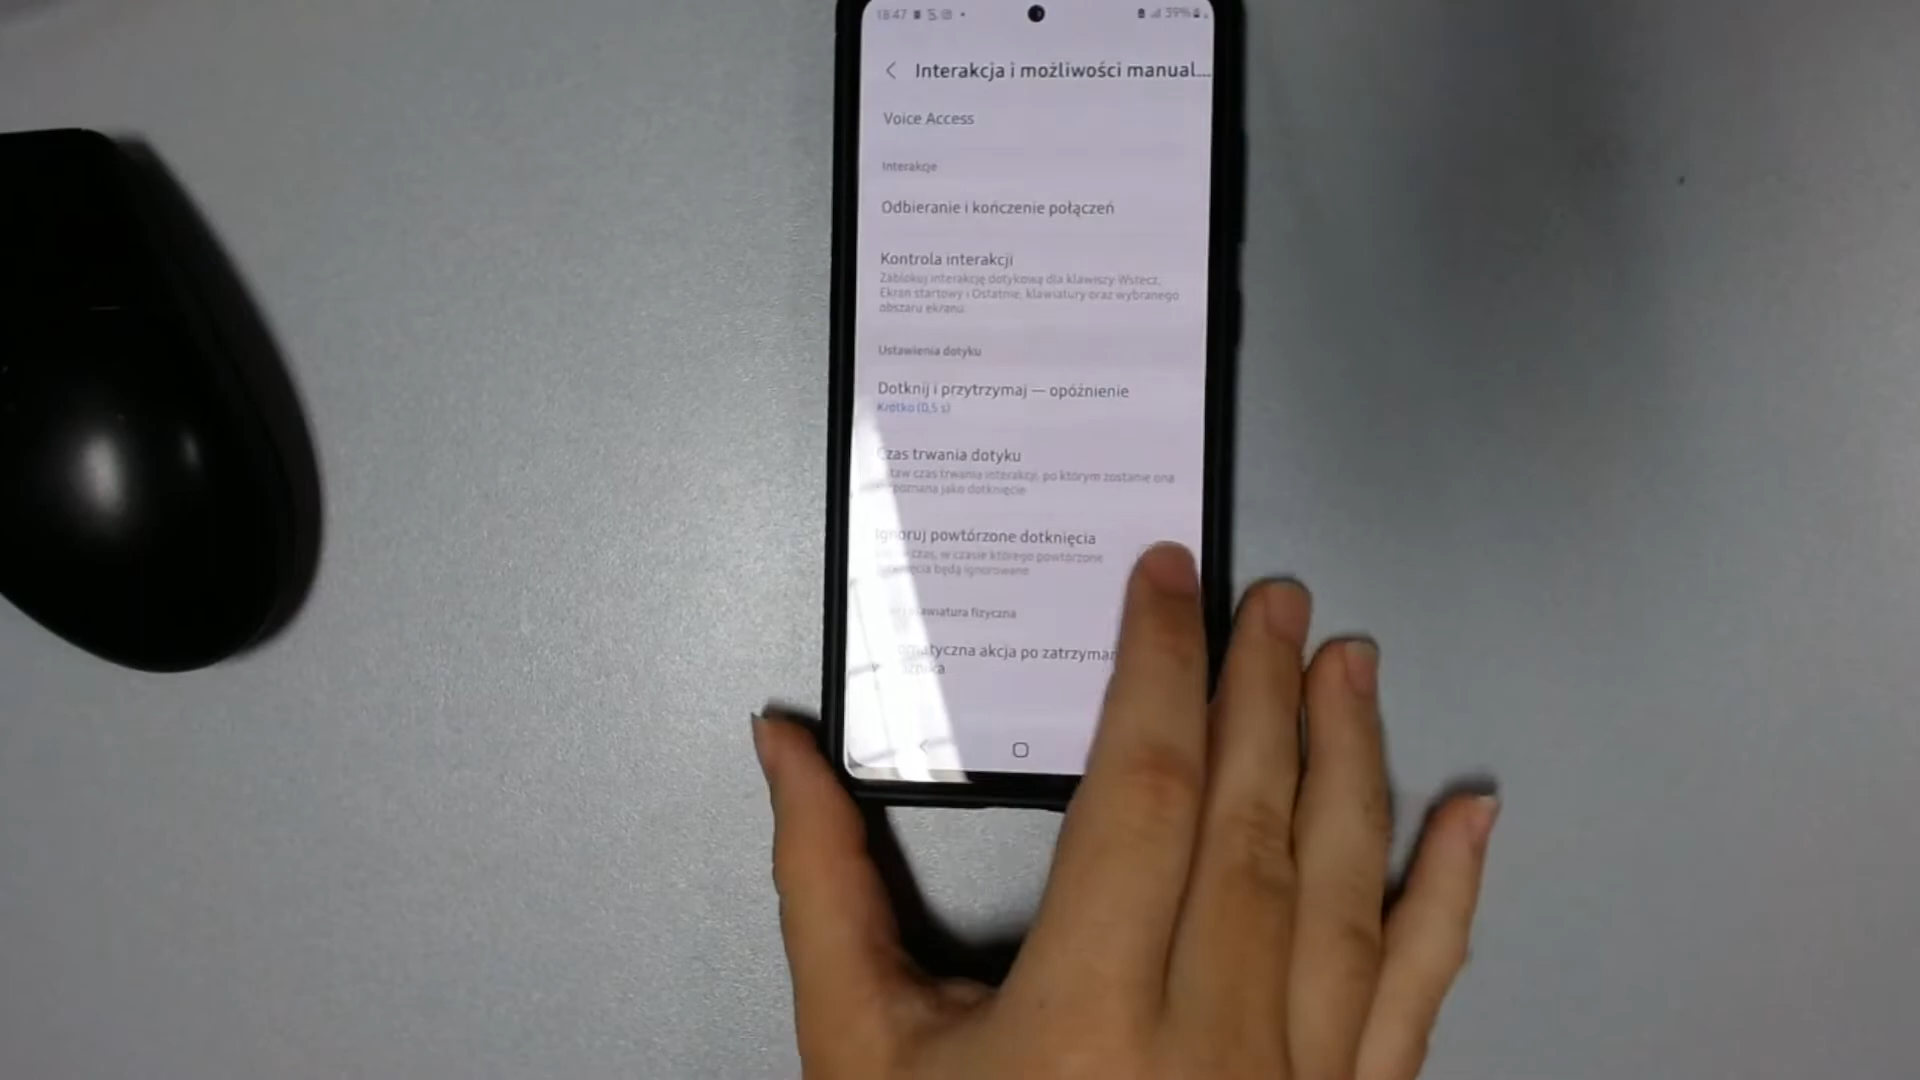 18:47
59%
Interakcja i możliwości manual...
Voice Access
Interakcje
Odbieranie i kończenie połączeń
Kontrola interakcji
Zablokuj interakcję dotykową dla klawiszy Wstecz,
Ekran startowy i Ostatnie, klawiatury oraz wybranego
obszaru ekranu.
Ustawienia dotyku
Dotknij i przytrzymaj — opóźnienie
Krótko (0,5 s)
Czas trwania dotyku
czas trwania interakcji, po którym zostanie ona
jako dotknięcie
Ignoruj powtórzone dotknięcia
czas, w czasie którego powtórzone
będą ignorowane
fizyczna
akcja po